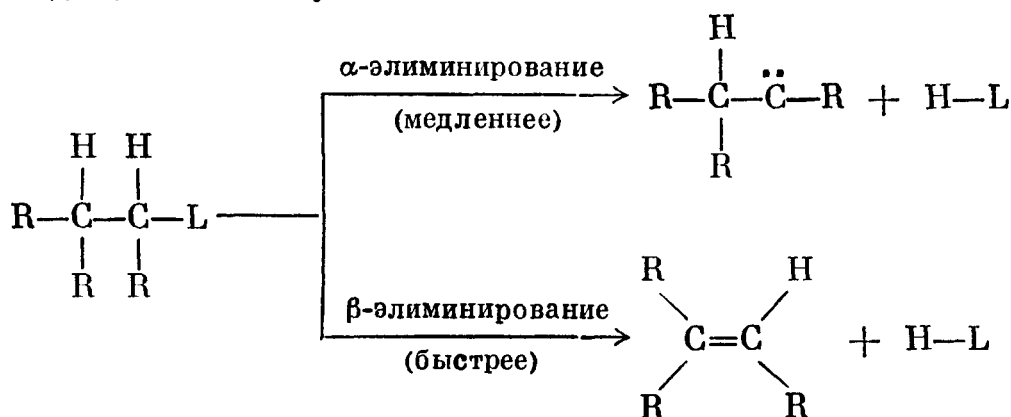 H
α-элиминирование
(медленнее)
R—C—C̈—R + H—L
R
H H
R—C—C—L
R R
β-элиминирование
(быстрее)
R H
C=C + H—L
R R